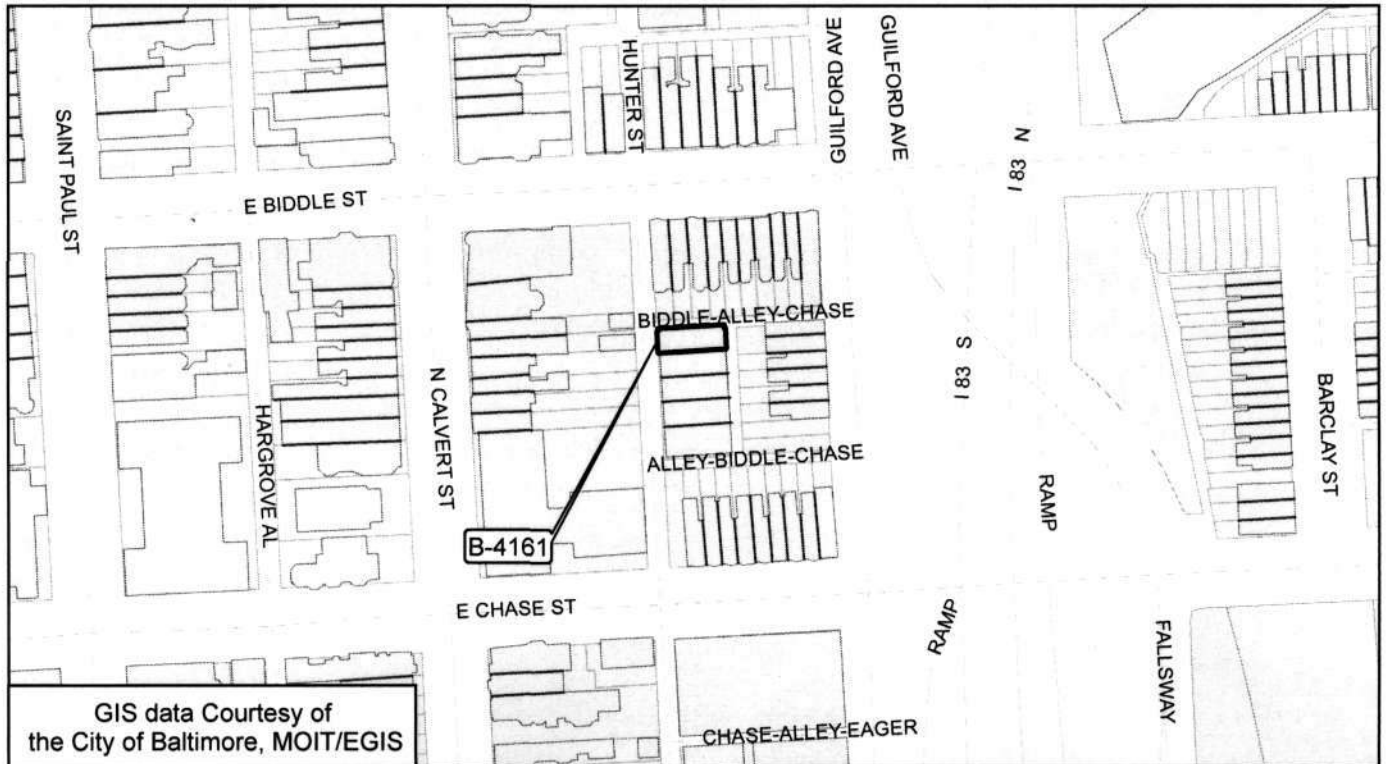 GUILFORD AVE
GUILFORD AVE
HUNTER ST
SAINT PAUL ST
I 83 N
E BIDDLE ST
BIDDLE-ALLEY-CHASE
I 83 S
N CALVERT ST
BARCLAY ST
HARGROVE AL
ALLEY-BIDDLE-CHASE
RAMP
B-4161
E CHASE ST
RAMP
FALLSWAY
GIS data Courtesy of
the City of Baltimore, MOIT/EGIS
CHASE-ALLEY-EAGER